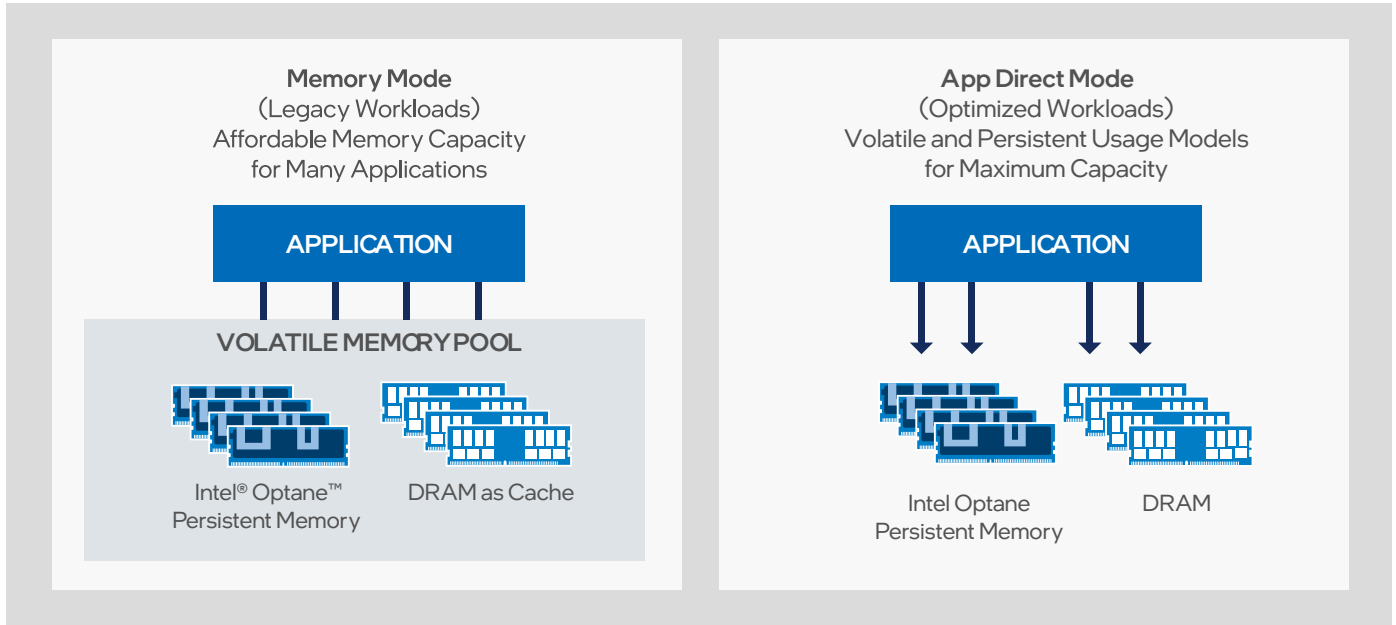 Memory Mode
(Legacy Workloads)
Affordable Memory Capacity
for Many Applications
APPLICATION
VOLATILE MEMORY POOL
Intel® Optane™
Persistent Memory
DRAM as Cache
App Direct Mode
(Optimized Workloads)
Volatile and Persistent Usage Models
for Maximum Capacity
APPLICATION
Intel Optane
Persistent Memory
DRAM